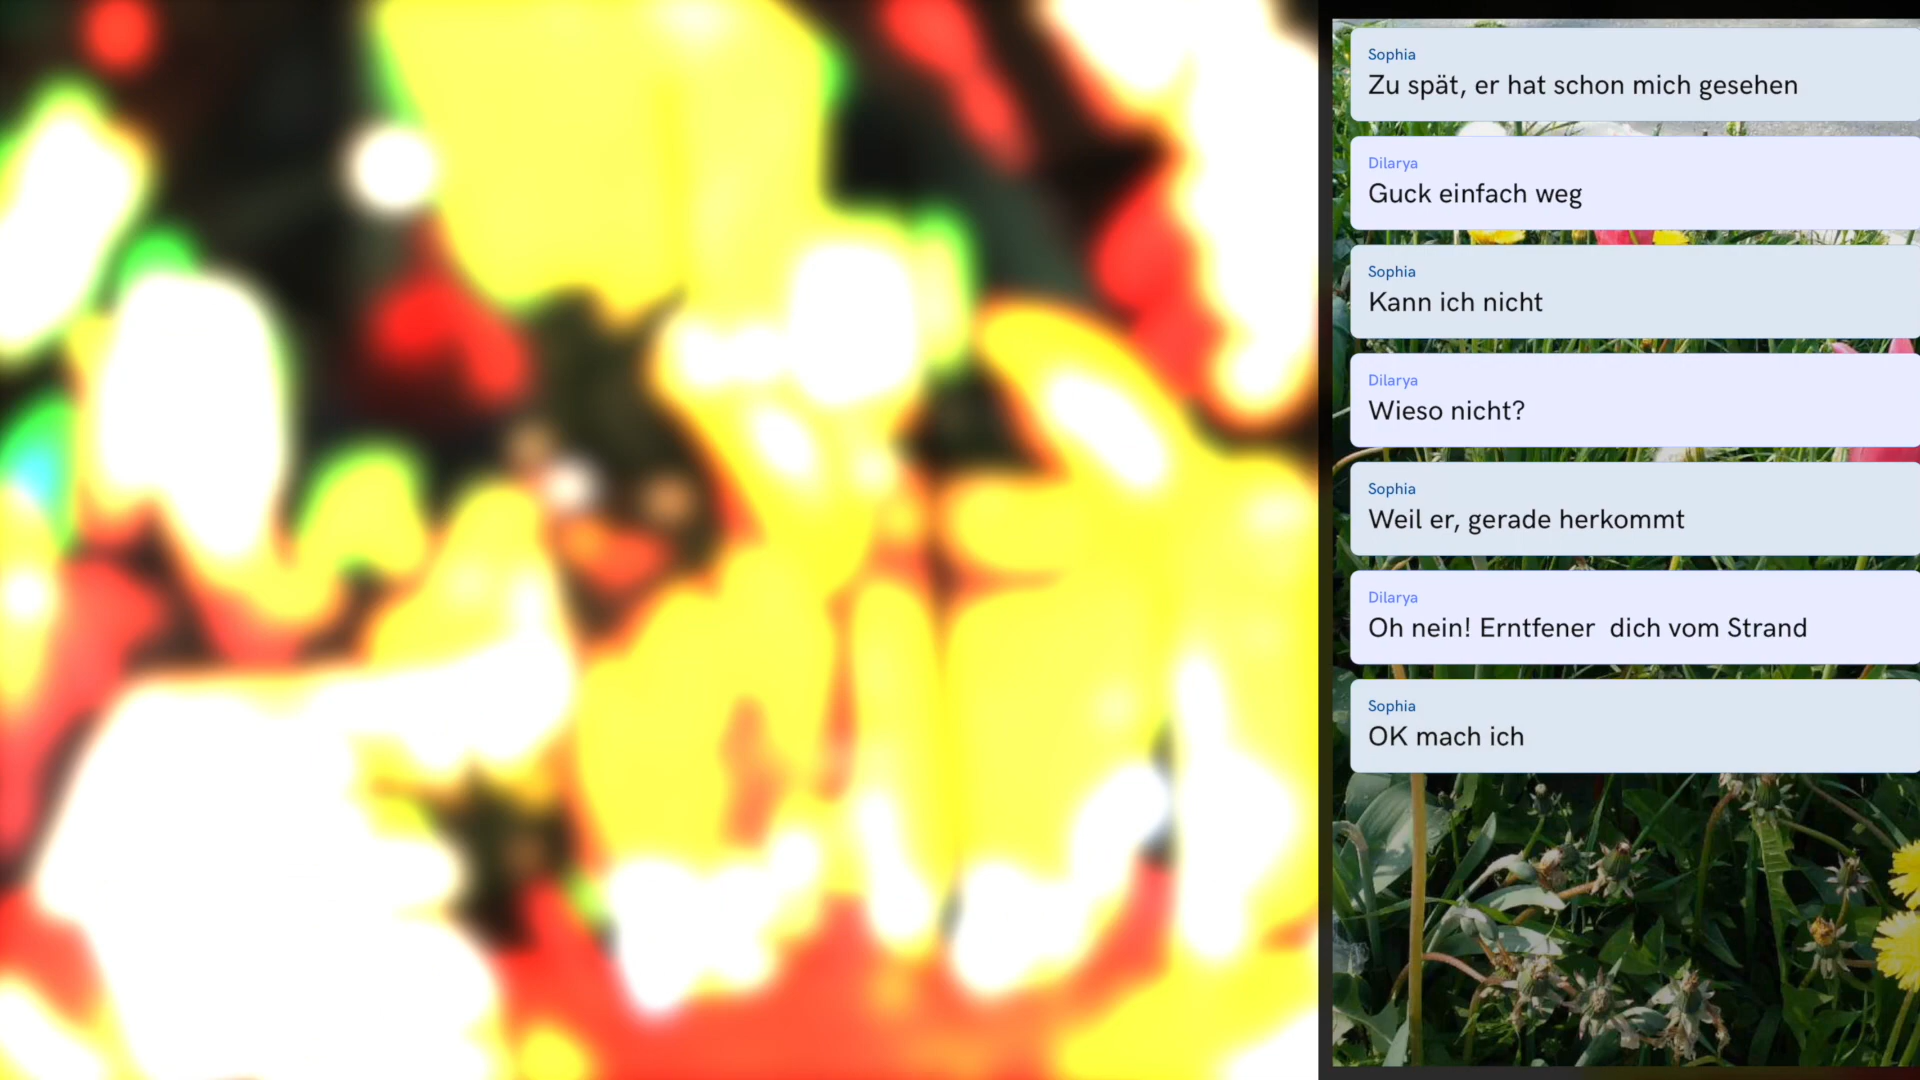 Sophia
Zu spät, er hat schon mich gesehen
Dilarya
Guck einfach weg
Sophia
Kann ich nicht
Dilarya
Wieso nicht?
Sophia
Weil er, gerade herkommt
Dilarya
Oh nein! Erntfener  dich vom Strand
Sophia
OK mach ich